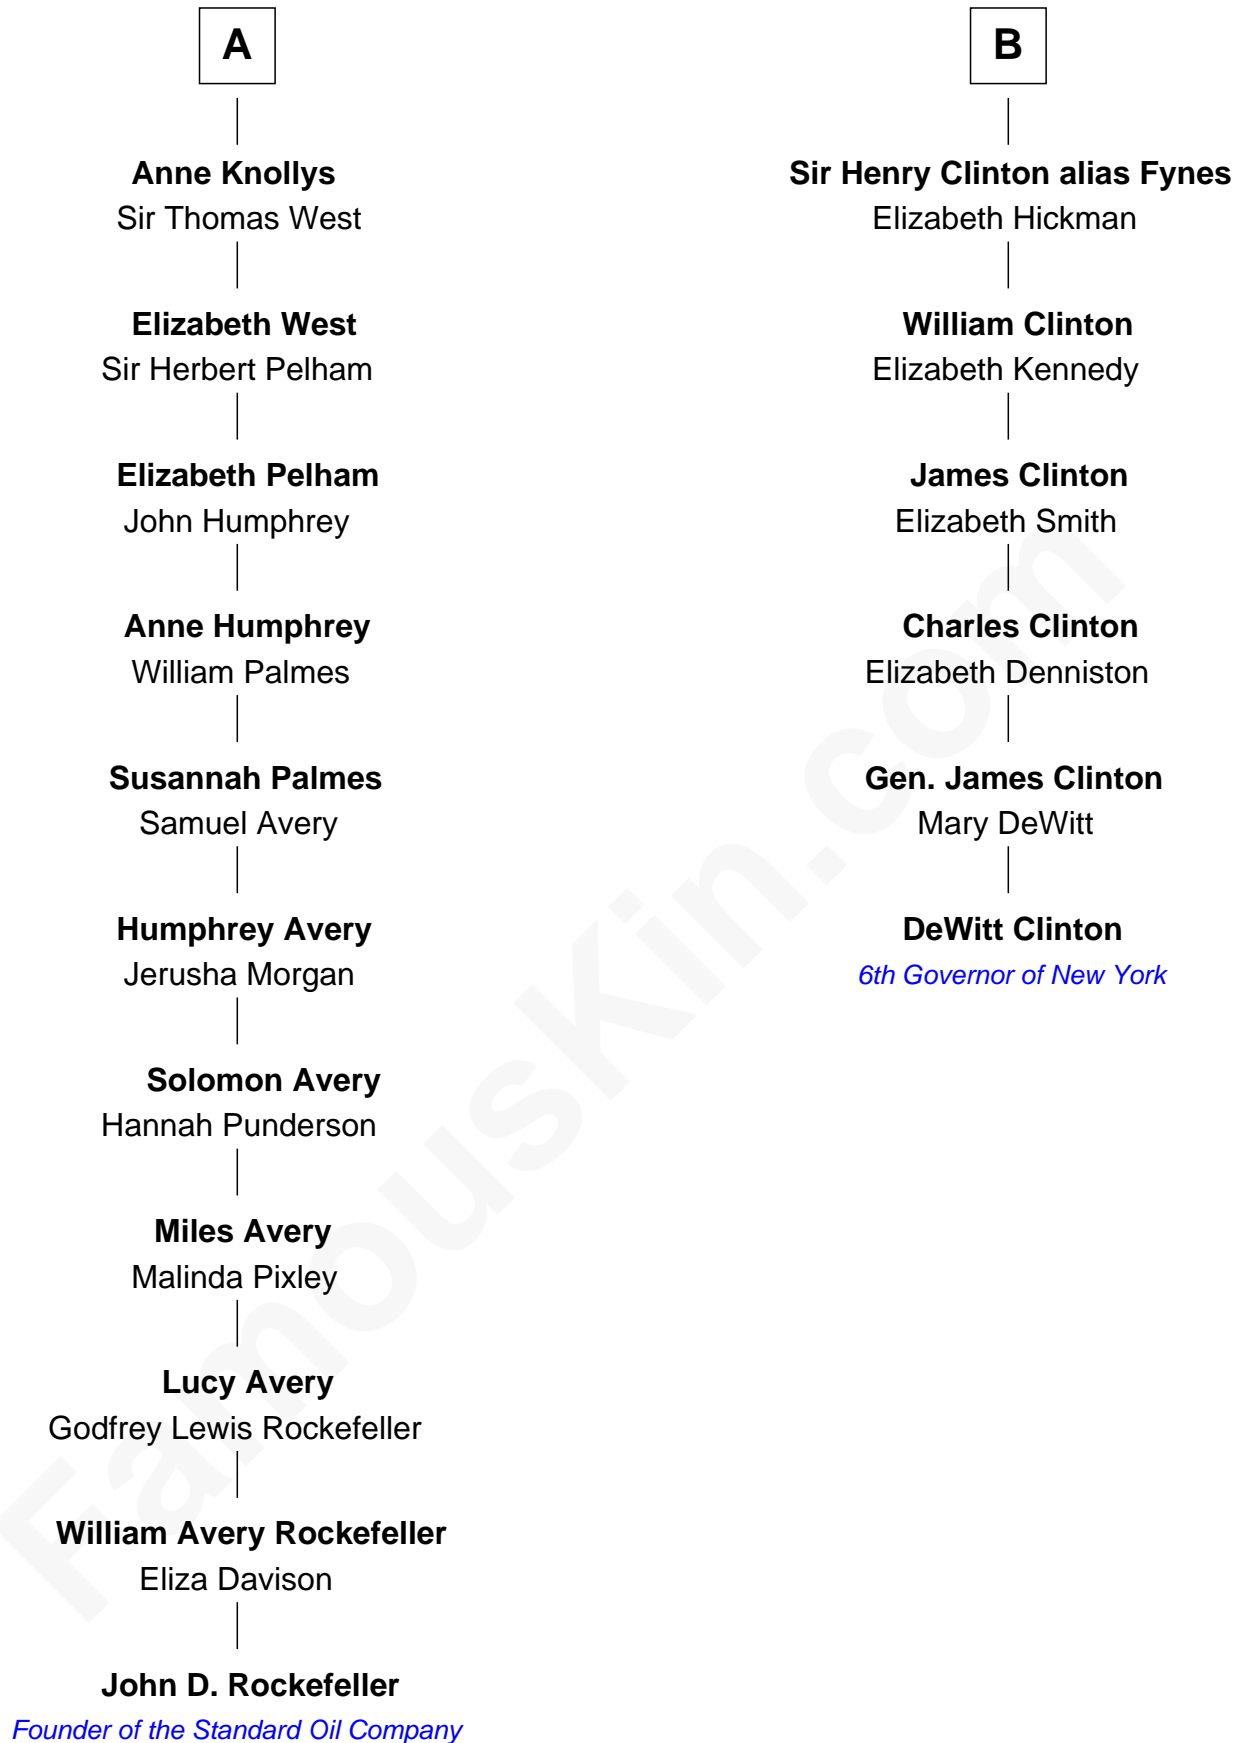 A
Anne Knollys
Sir Thomas West
Elizabeth West
Sir Herbert Pelham
Elizabeth Pelham
John Humphrey
Anne Humphrey
William Palmes
Susannah Palmes
Samuel Avery
Humphrey Avery
Jerusha Morgan
Solomon Avery
Hannah Punderson
Miles Avery
Malinda Pixley
Lucy Avery
Godfrey Lewis Rockefeller
William Avery Rockefeller
Eliza Davison
John D. Rockefeller
Founder of the Standard Oil Company
B
Sir Henry Clinton alias Fynes
Elizabeth Hickman
William Clinton
Elizabeth Kennedy
James Clinton
Elizabeth Smith
Charles Clinton
Elizabeth Denniston
Gen. James Clinton
Mary DeWitt
DeWitt Clinton
6th Governor of New York
FamousKin.com